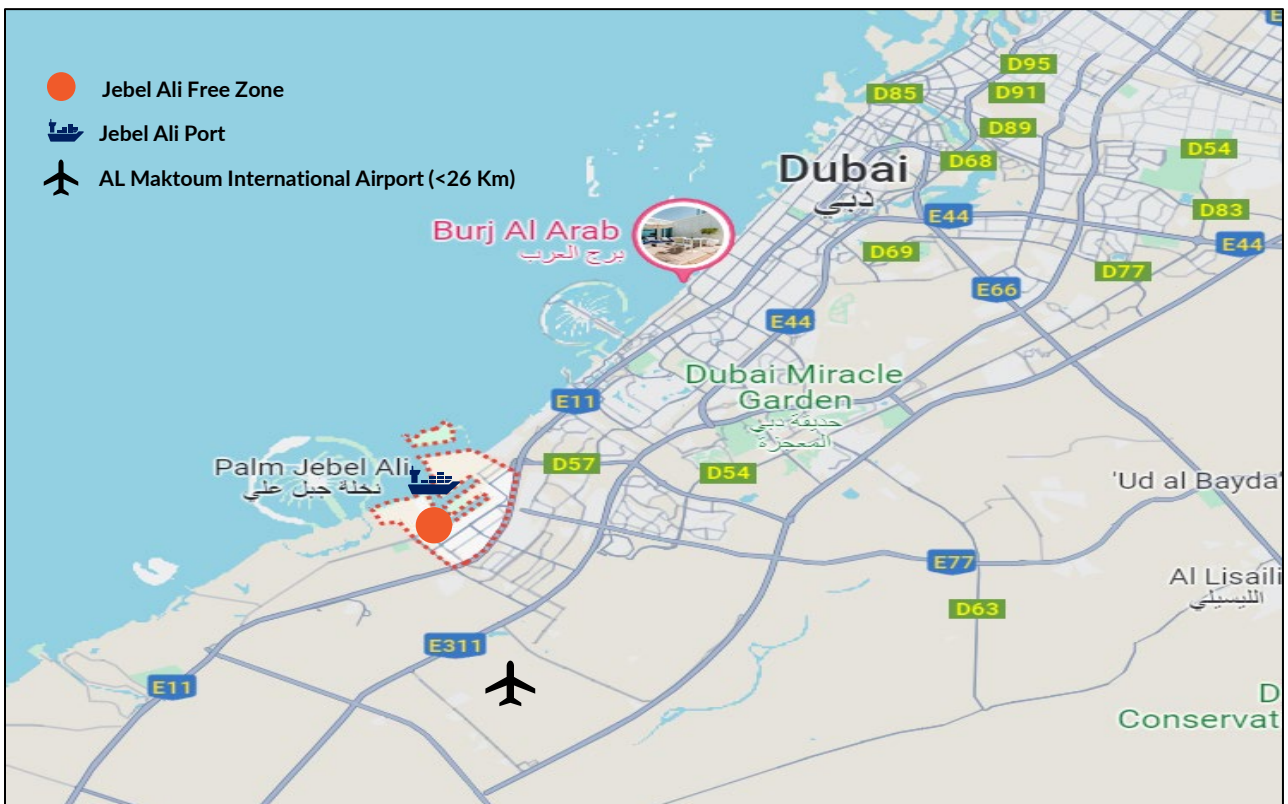 Jebel Ali Free Zone
Jebel Ali Port
AL Maktoum International Airport (<26 Km)
E
D95
D85
D91
D89
D54
D68
Dubai
دبي
E44
D83
Burj Al Arab
برج العرب
D69
E44
D77
E66
E44
Dubai Miracle
Garden
حديقة دبي
المعجزة
E11
Palm Jebel Ali
نخلة جبل علي
D57
D54
'Ud al Bayda'
E77
Al Lisaili
الليسيلي
D63
E311
E11
D
Conservat